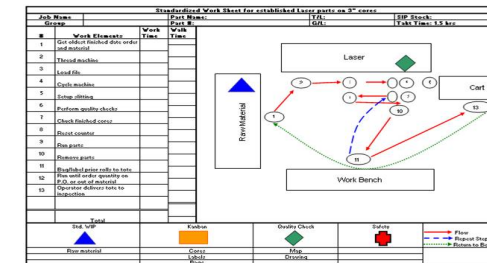 Standardized Work Sheet for established Laser parts on 3" cores
Job Name: Part Name: T/L: SIP Stock:
Group Part #: G/L: Takt Time: 1.5 hrs
# Work Elements Work Time Walk Time
1 Get oldest finished date order and material
2 Thread machine
3 Load file
4 Cycle machine
5 Setup slitting
6 Perform quality checks
7 Check finished cores
8 Reset counter
9 Run parts
10 Remove parts
11 Bag/label prior rolls to tote
12 Run until order quantity on P.O. or out of material
13 Operator delivers tote to inspection
Total
Laser
Cart
Raw Material
1
10
11
13
Work Bench
Std. WIP Kanban Quality Check Safety
Flow
Repeat Step
Return to Be
Raw material Cores Map
Labels Drawing